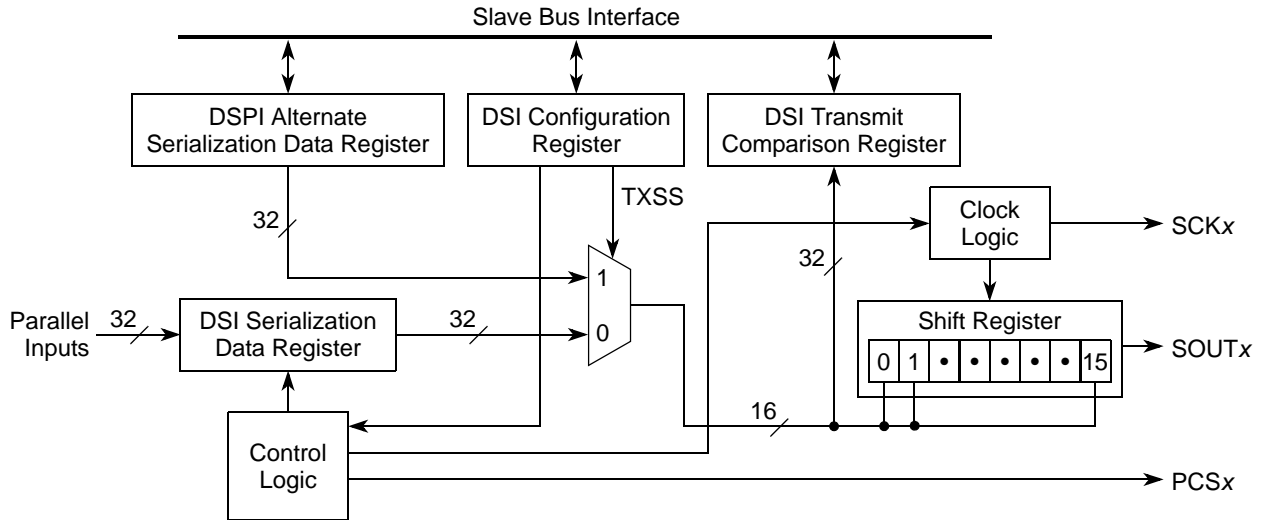 Slave Bus Interface
DSPI Alternate
Serialization Data Register
DSI Configuration
Register
DSI Transmit
Comparison Register
TXSS
32
Clock
Logic
SCKx
32
1
Parallel
Inputs
32
DSI Serialization
Data Register
32
0
Shift Register
0 1 • • • • • 15
SOUTx
16
Control
Logic
PCSx